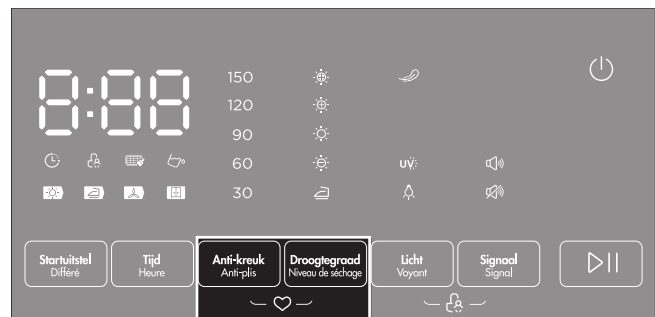 8:88
150
120
90
60
UV
30
Startuitstel
Différé
Tijd
Heure
Anti-kreuk
Anti-plis
Droogtegraad
Niveau de séchage
Licht
Voyant
Signaal
Signal